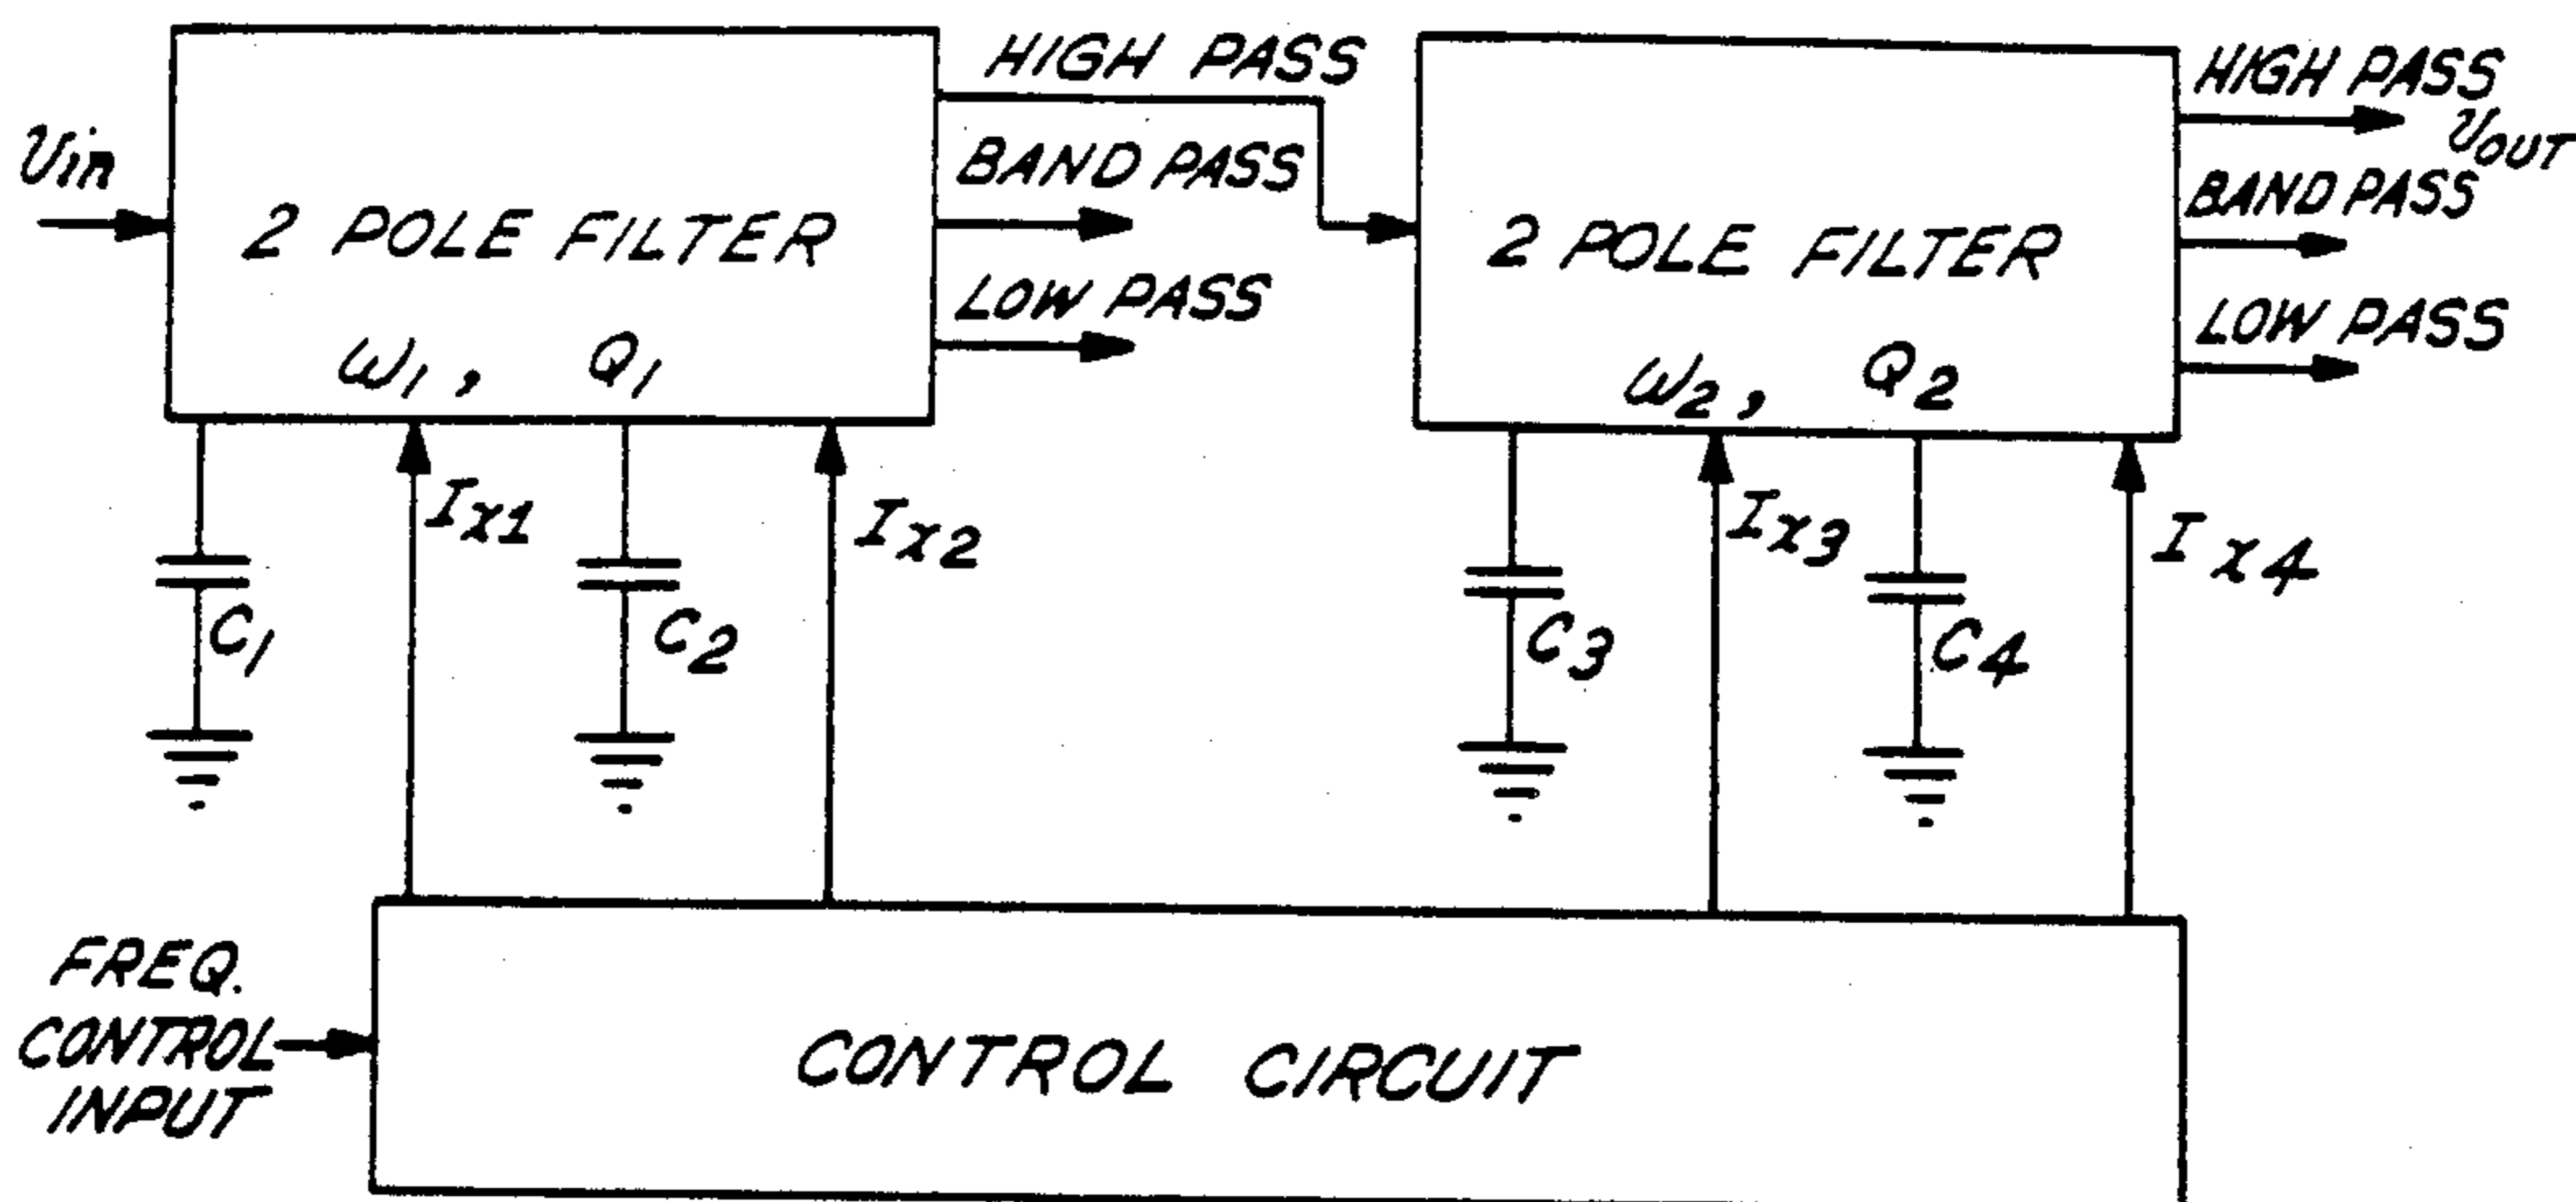 HIGH PASS
BAND PASS
LOW PASS
Vin
2 POLE FILTER
ω1, Q1
HIGH PASS
VOUT
BAND PASS
LOW PASS
2 POLE FILTER
ω2, Q2
Ix1
Ix2
Ix3
Ix4
C1
C2
C3
C4
FREQ.
CONTROL
INPUT
CONTROL CIRCUIT